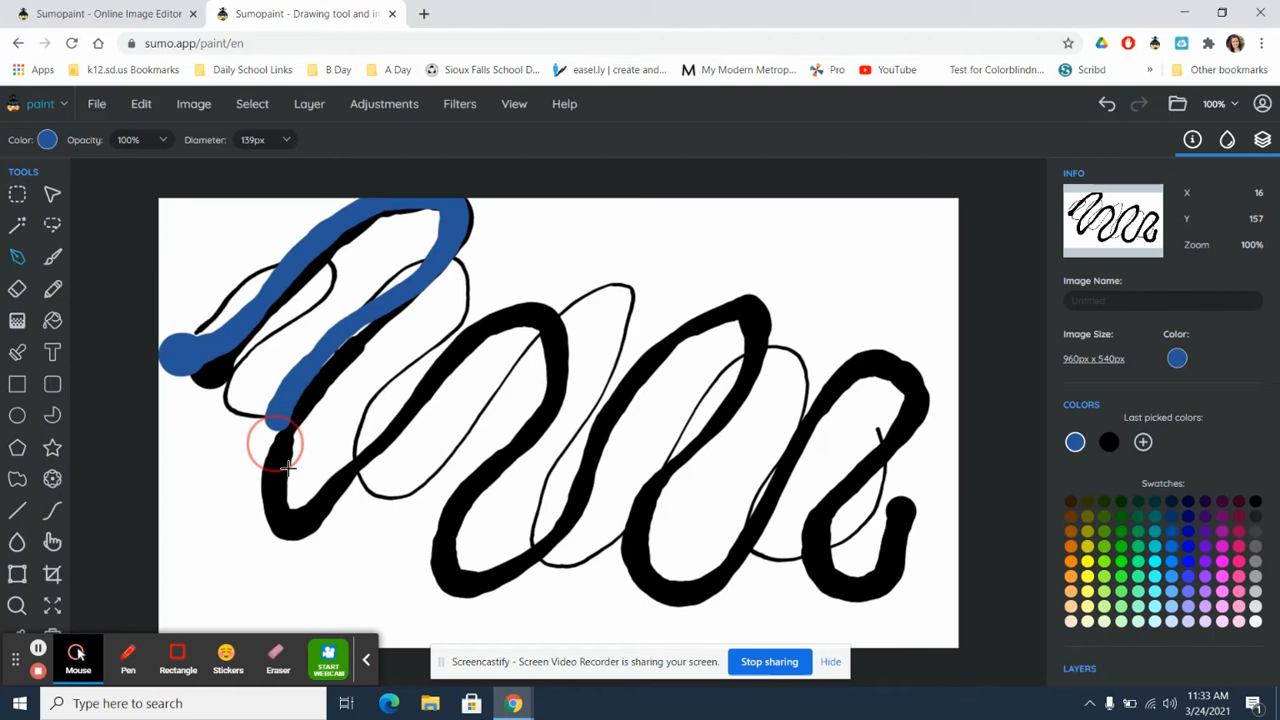 Sumopaint - Online Image Editor
Sumopaint - Drawing tool and in
sumo.app/paint/en
Apps
k12.sd.us Bookmarks
Daily School Links
B Day
A Day
Sioux Falls School D...
easel.ly | create and...
My Modern Metrop...
Pro
YouTube
Test for Colorblindn...
Scribd
»
Other bookmarks
paint
File
Edit
Image
Select
Layer
Adjustments
Filters
View
Help
100%
Color:
Opacity:
100%
Diameter:
139px
TOOLS
INFO
X
16
Y
157
Zoom
100%
Image Name:
Untitled
Image Size:
Color:
960px x 540px
COLORS
Last picked colors:
Swatches:
LAYERS
Mouse
Pen
Rectangle
Stickers
Eraser
START
WEBCAM
Screencastify - Screen Video Recorder is sharing your screen.
Stop sharing
Hide
Type here to search
11:33 AM
3/24/2021
1